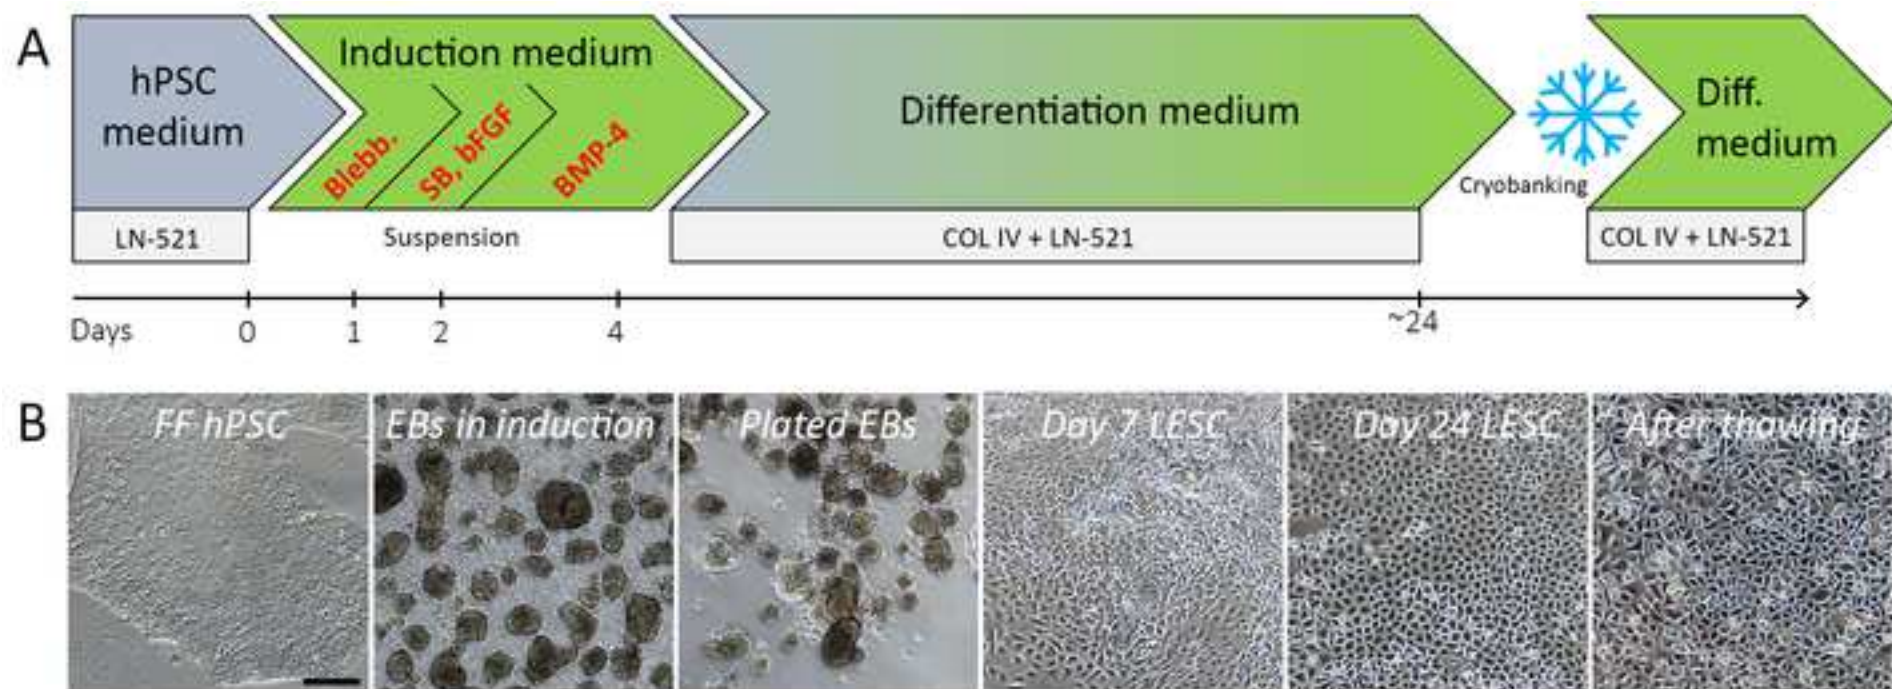 A
hPSC
medium
Induction medium
Blebb.
SB, bFGF
BMP-4
Differentiation medium
Cryobanking
Diff.
medium
LN-521
Suspension
COL IV + LN-521
COL IV + LN-521
Days
0
1
2
4
~24
B
FF hPSC
EBs in induction
Plated EBs
Day 7 LESC
Day 24 LESC
After thawing